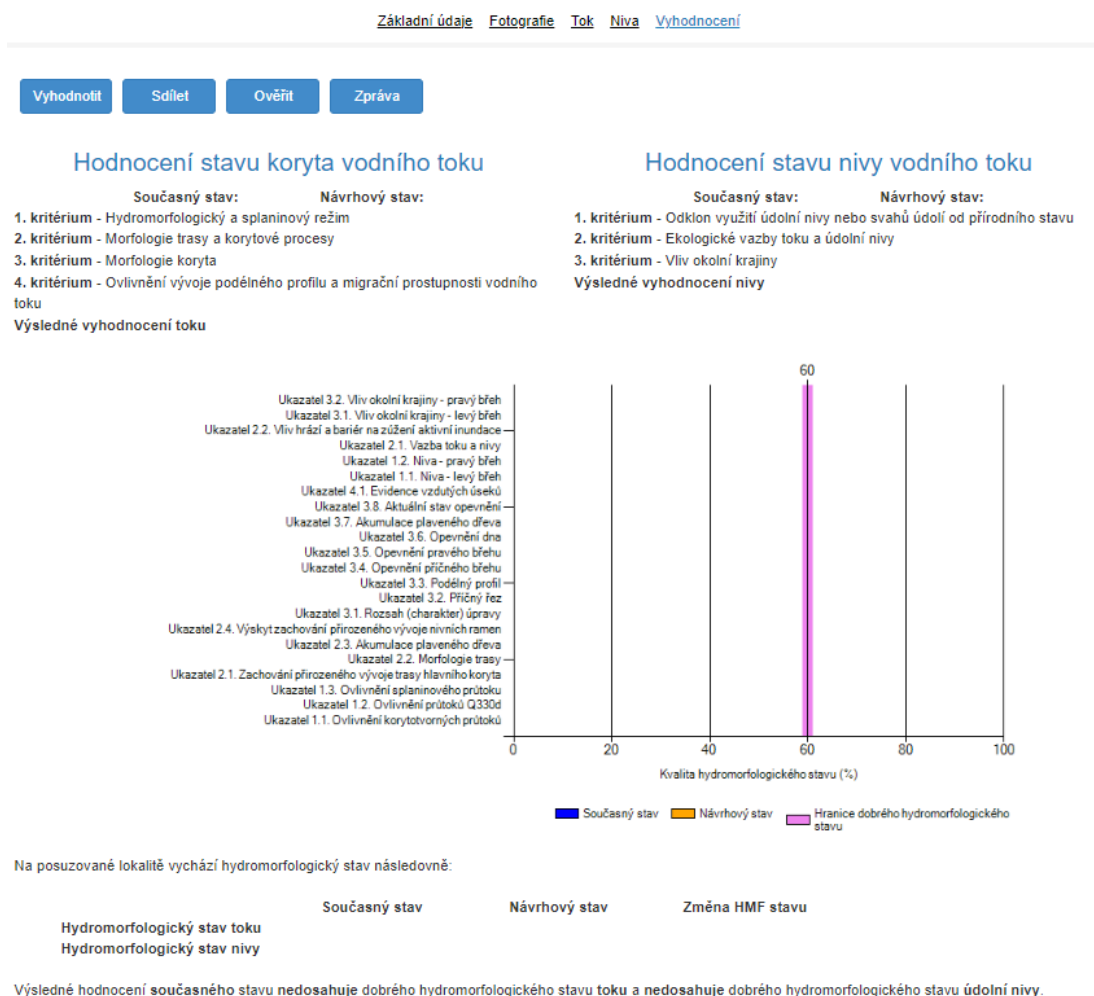 Základní údaje Fotografie Tok Niva Vyhodnocení
Vyhodnotit Sdílet Ověřit Zpráva
Hodnocení stavu koryta vodního toku
Současný stav: Návrhový stav:
1. kritérium - Hydromorfologický a splaninový režim
2. kritérium - Morfologie trasy a korytové procesy
3. kritérium - Morfologie koryta
4. kritérium - Ovlivnění vývoje podélného profilu a migrační prostupnosti vodního
toku
Výsledné vyhodnocení toku
Hodnocení stavu nivy vodního toku
Současný stav: Návrhový stav:
1. kritérium - Odklon využití údolní nivy nebo svahů údolí od přírodního stavu
2. kritérium - Ekologické vazby toku a údolní nivy
3. kritérium - Vliv okolní krajiny
Výsledné vyhodnocení nivy
60
Ukazatel 3.2. Vliv okolní krajiny - pravý břeh
Ukazatel 3.1. Vliv okolní krajiny - levý břeh
Ukazatel 2.2. Vliv hrází a bariér na zúžení aktivní inundace
Ukazatel 2.1. Vazba toku a nivy
Ukazatel 1.2. Niva - pravý břeh
Ukazatel 1.1. Niva - levý břeh
Ukazatel 4.1. Evidence vzdutých úseků
Ukazatel 3.8. Aktuální stav opevnění
Ukazatel 3.7. Akumulace plaveného dřeva
Ukazatel 3.6. Opevnění dna
Ukazatel 3.5. Opevnění pravého břehu
Ukazatel 3.4. Opevnění příčného břehu
Ukazatel 3.3. Podélný profil
Ukazatel 3.2. Příčný řez
Ukazatel 3.1. Rozsah (charakter) úpravy
Ukazatel 2.4. Výskyt zachování přirozeného vývoje nivních ramen
Ukazatel 2.3. Akumulace plaveného dřeva
Ukazatel 2.2. Morfologie trasy
Ukazatel 2.1. Zachování přirozeného vývoje trasy hlavního koryta
Ukazatel 1.3. Ovlivnění splaninového průtoku
Ukazatel 1.2. Ovlivnění průtoků Q330d
Ukazatel 1.1. Ovlivnění korytotvorných průtoků
0 20 40 60 80 100
Kvalita hydromorfologického stavu (%)
Současný stav Návrhový stav Hranice dobrého hydromorfologického
stavu
Na posuzované lokalitě vychází hydromorfologický stav následovně:
Současný stav Návrhový stav Změna HMF stavu
Hydromorfologický stav toku
Hydromorfologický stav nivy
Výsledné hodnocení současného stavu nedosahuje dobrého hydromorfologického stavu toku a nedosahuje dobrého hydromorfologického stavu údolní nivy.